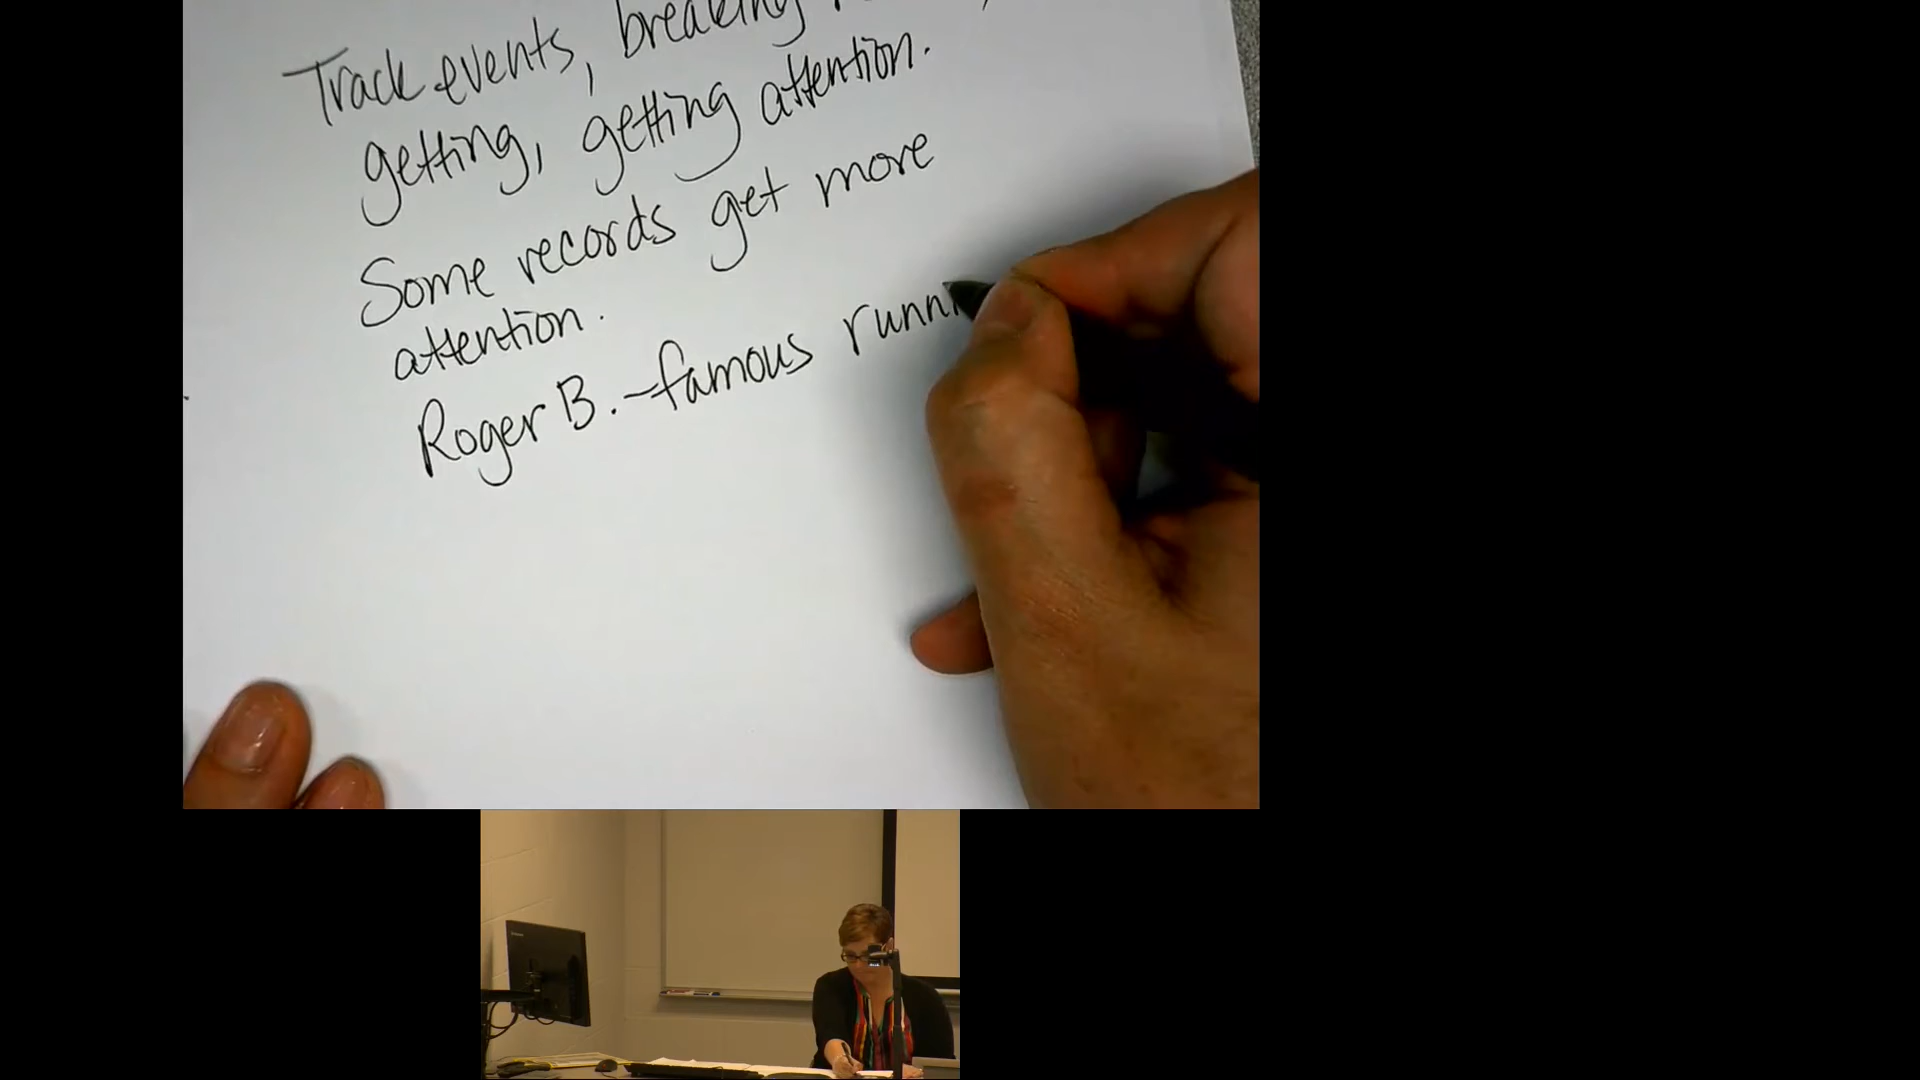 Track events, breaking
getting, getting attention.
Some records get more
attention.
Roger B. - famous runn